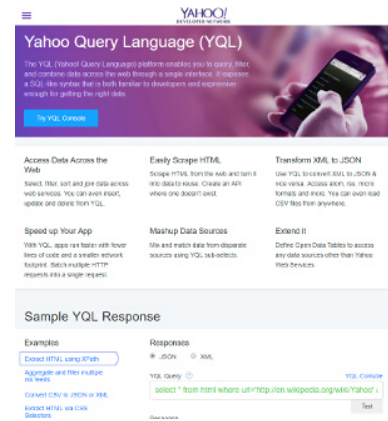 YAHOO!
DEVELOPER NETWORK
Yahoo Query
Language (YQL)
The YQL (Yahoo! Query Language) platform enables you to query, filter,
and combine data across the web through a single interface. It exposes
a SQL-like syntax that is both familiar to developers and expressive
enough for getting the right data.
Try YQL Console
Access Data Across the
Web
Select, filter, sort and join data across
web services. You can even insert,
update and delete from YQL.
Easily Scrape HTML
Scrape HTML from the web and turn it
into data to reuse. Create an API
where one doesn't exist.
Transform XML to JSON
Use YQL to convert XML to JSON &
vice versa. Access atom, rss, micro
formats and more. You can even load
CSV files from anywhere.
Speed up Your App
With YQL, apps run faster with fewer
lines of code and a smaller network
footprint. Batch multiple HTTP
requests into a single request.
Mashup Data Sources
Mix and match data from disparate
sources using YQL sub-selects.
Extend it
Define Open Data Tables to access
any data sources other than Yahoo
Web Services.
Sample YQL Response
Examples
Extract HTML using XPath
Aggregate and filter multiple
rss feeds
Convert CSV to JSON or XML
Extract HTML via CSS
Selectors
Responses
JSON XML
YQL Query
YQL Console
select * from html where url='http://en.wikipedia.org/wiki/Yahoo'
Test